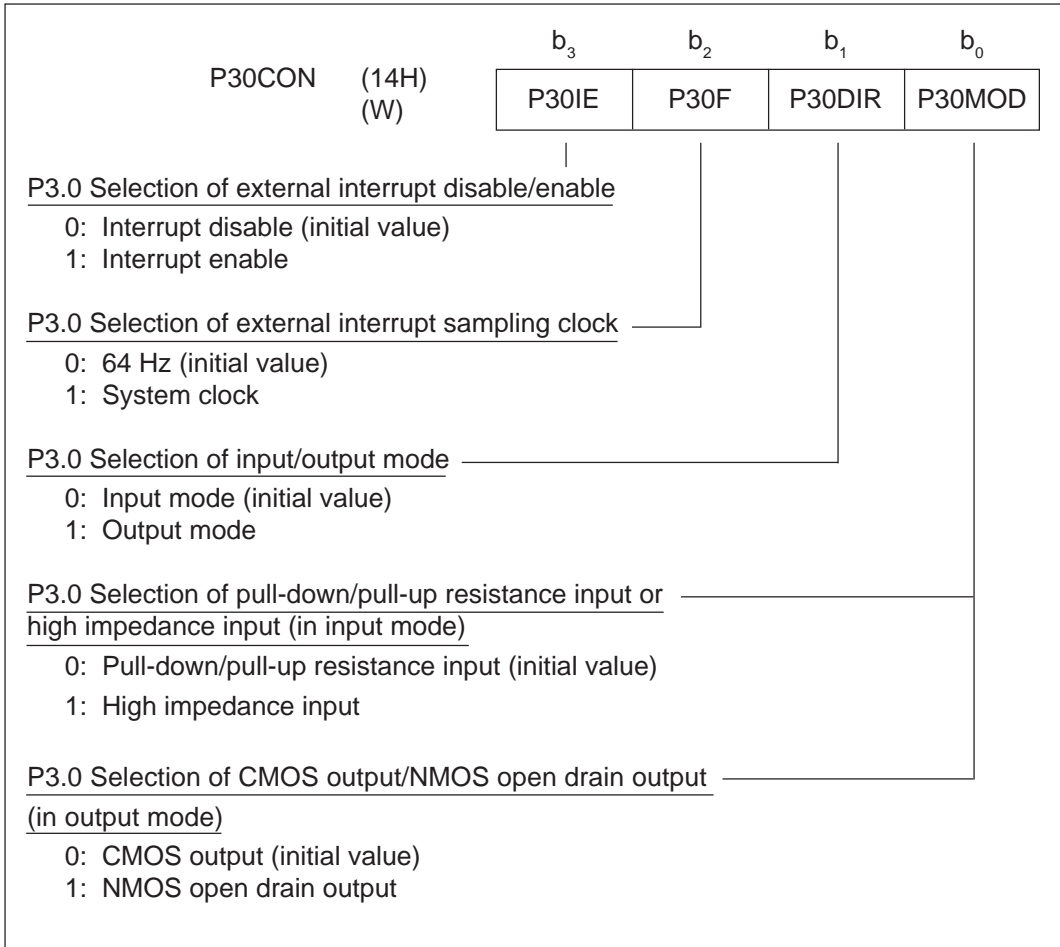 b3 b2 b1 b0
P30CON (14H)
(W)
P30IE P30F P30DIR P30MOD
P3.0 Selection of external interrupt disable/enable
0: Interrupt disable (initial value)
1: Interrupt enable
P3.0 Selection of external interrupt sampling clock
0: 64 Hz (initial value)
1: System clock
P3.0 Selection of input/output mode
0: Input mode (initial value)
1: Output mode
P3.0 Selection of pull-down/pull-up resistance input or
high impedance input (in input mode)
0: Pull-down/pull-up resistance input (initial value)
1: High impedance input
P3.0 Selection of CMOS output/NMOS open drain output
(in output mode)
0: CMOS output (initial value)
1: NMOS open drain output